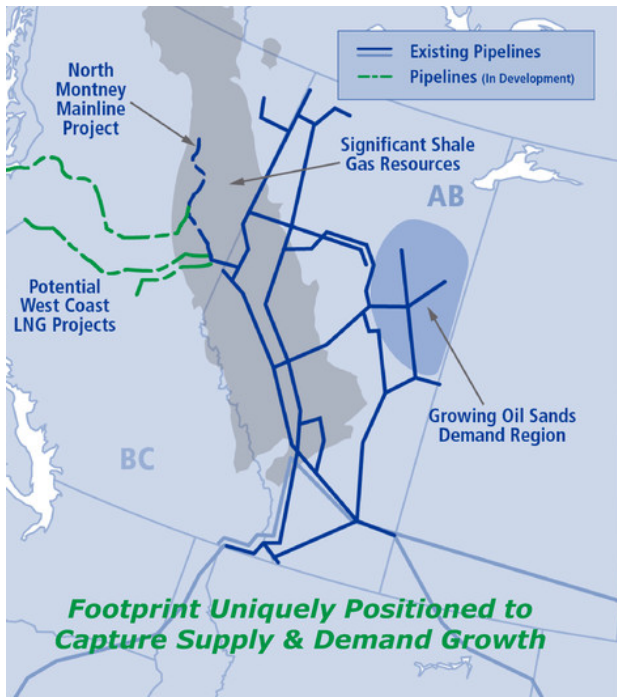 Existing Pipelines
Pipelines (In Development)
North
Montney
Mainline
Project
Significant Shale
Gas Resources
AB
Potential
West Coast
LNG Projects
Growing Oil Sands
Demand Region
BC
Footprint Uniquely Positioned to
Capture Supply & Demand Growth